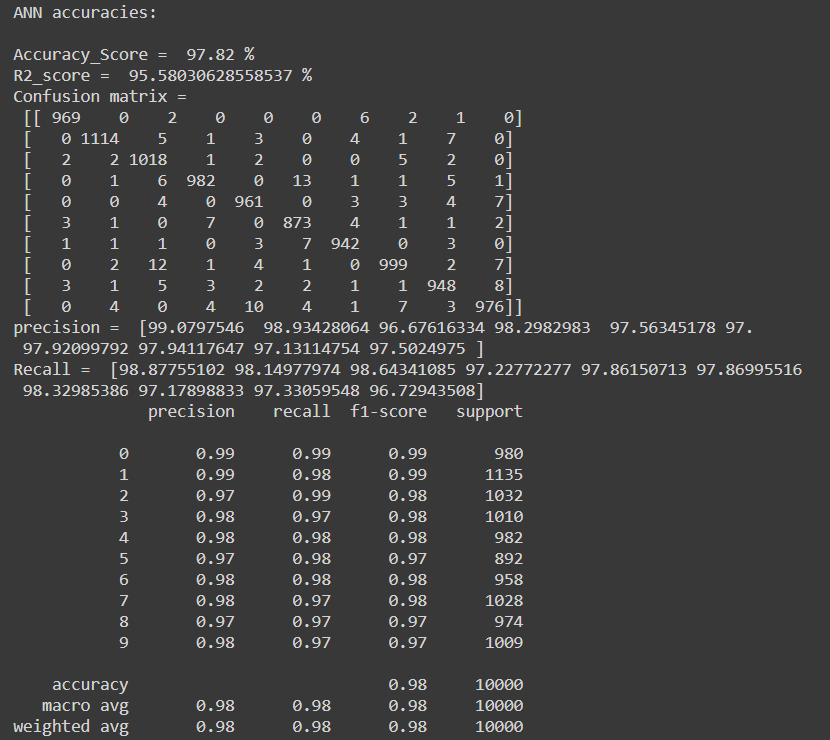 ANN accuracies:
Accuracy_Score =  97.82 %
R2_score =  95.58030628558537 %
Confusion matrix =
[[ 969    0    2    0    0    0    6    2    1    0]
[   0 1114    5    1    3    0    4    1    7    0]
[   2    2 1018    1    2    0    0    5    2    0]
[   0    1    6  982    0   13    1    1    5    1]
[   0    0    4    0  961    0    3    3    4    7]
[   3    1    0    7    0  873    4    1    1    2]
[   1    1    1    0    3    7  942    0    3    0]
[   0    2   12    1    4    1    0  999    2    7]
[   3    1    5    3    2    2    1    1  948    8]
[   0    4    0    4   10    4    1    7    3  976]]
precision =  [99.0797546  98.93428064 96.67616334 98.2982983  97.56345178 97.
97.92099792 97.94117647 97.13114754 97.5024975 ]
Recall =  [98.87755102 98.14977974 98.64341085 97.22772277 97.86150713 97.86995516
98.32985386 97.17898833 97.33059548 96.72943508]
precision    recall  f1-score   support
0       0.99      0.99      0.99       980
1       0.99      0.98      0.99      1135
2       0.97      0.99      0.98      1032
3       0.98      0.97      0.98      1010
4       0.98      0.98      0.98       982
5       0.97      0.98      0.97       892
6       0.98      0.98      0.98       958
7       0.98      0.97      0.98      1028
8       0.97      0.97      0.97       974
9       0.98      0.97      0.97      1009
accuracy                           0.98     10000
macro avg       0.98      0.98      0.98     10000
weighted avg       0.98      0.98      0.98     10000